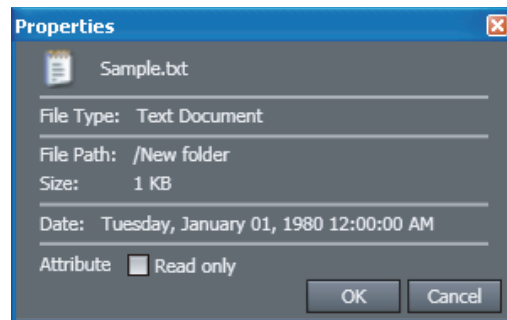 Properties
Sample.txt
File Type: Text Document
File Path: /New folder
Size: 1 KB
Date: Tuesday, January 01, 1980 12:00:00 AM
Attribute Read only
OK Cancel